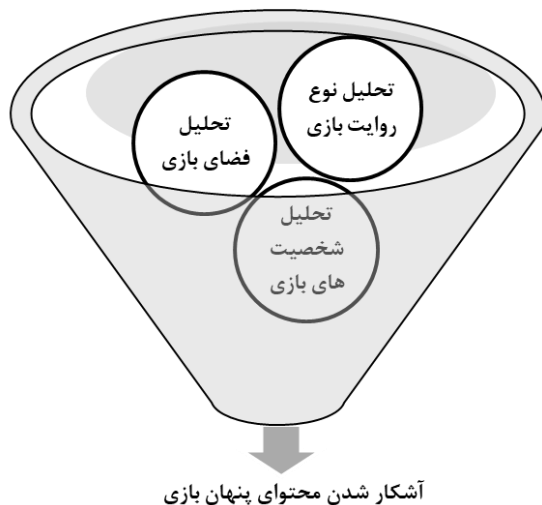 تحلیل نوع
روایت بازی
تحلیل
فضای بازی
تحلیل
شخصیت
های بازی
آشکار شدن محتوای پنهان بازی